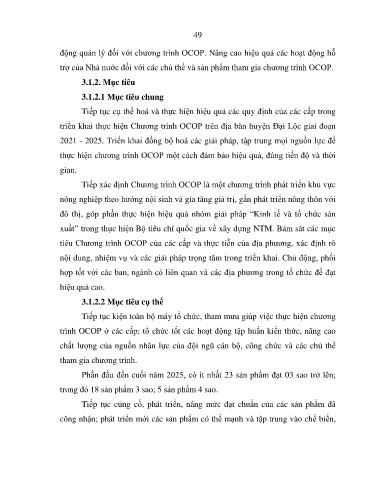 49
động quản lý đối với chương trình OCOP. Nâng cao hiệu quả các hoạt động hỗ
trợ của Nhà nước đối với các chủ thể và sản phẩm tham gia chương trình OCOP.
3.1.2. Mục tiêu
3.1.2.1 Mục tiêu chung
Tiếp tục cụ thể hoá và thực hiện hiệu quả các quy định của các cấp trong
triển khai thực hiện Chương trình OCOP trên địa bàn huyện Đại Lộc giai đoạn
2021 - 2025. Triển khai đồng bộ hoá các giải pháp, tập trung mọi nguồn lực để
thực hiện chương trình OCOP một cách đảm bảo hiệu quả, đúng tiến độ và thời
gian.
Tiếp xác định Chương trình OCOP là một chương trình phát triển khu vực
nông nghiệp theo hướng nội sinh và gia tăng giá trị, gắn phát triển nông thôn với
đô thị, góp phần thực hiện hiệu quả nhóm giải pháp “Kinh tế và tổ chức sản
xuất” trong thực hiện Bộ tiêu chí quốc gia về xây dựng NTM. Bám sát các mục
tiêu Chương trình OCOP của các cấp và thực tiễn của địa phương, xác định rõ
nội dung, nhiệm vụ và các giải pháp trọng tâm trong triển khai. Chủ động, phối
hợp tốt với các ban, ngành có liên quan và các địa phương trong tổ chức để đạt
hiệu quả cao.
3.1.2.2 Mục tiêu cụ thể
Tiếp tục kiện toàn bộ máy tổ chức, tham mưu giúp việc thực hiện chương
trình OCOP ở các cấp; tổ chức tốt các hoạt động tập huấn kiến thức, nâng cao
chất lượng của nguồn nhân lực của đội ngũ cán bộ, công chức và các chủ thể
tham gia chương trình.
Phấn đấu đến cuối năm 2025, có ít nhất 23 sản phẩm đạt 03 sao trở lên;
trong đó 18 sản phẩm 3 sao; 5 sản phẩm 4 sao.
Tiếp tục củng cố, phát triển, nâng mức đạt chuẩn của các sản phẩm đã
công nhận; phát triển mới các sản phẩm có thế mạnh và tập trung vào chế biến,